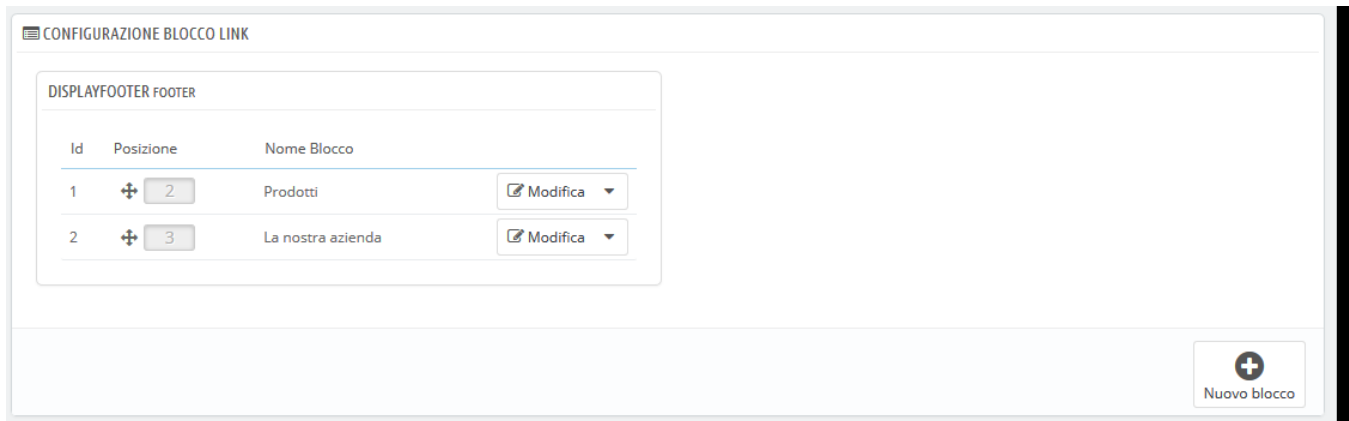 CONFIGURAZIONE BLOCCO LINK
DISPLAYFOOTER FOOTER
Id Posizione Nome Blocco
1 2 Prodotti Modifica
2 3 La nostra azienda Modifica
Nuovo blocco